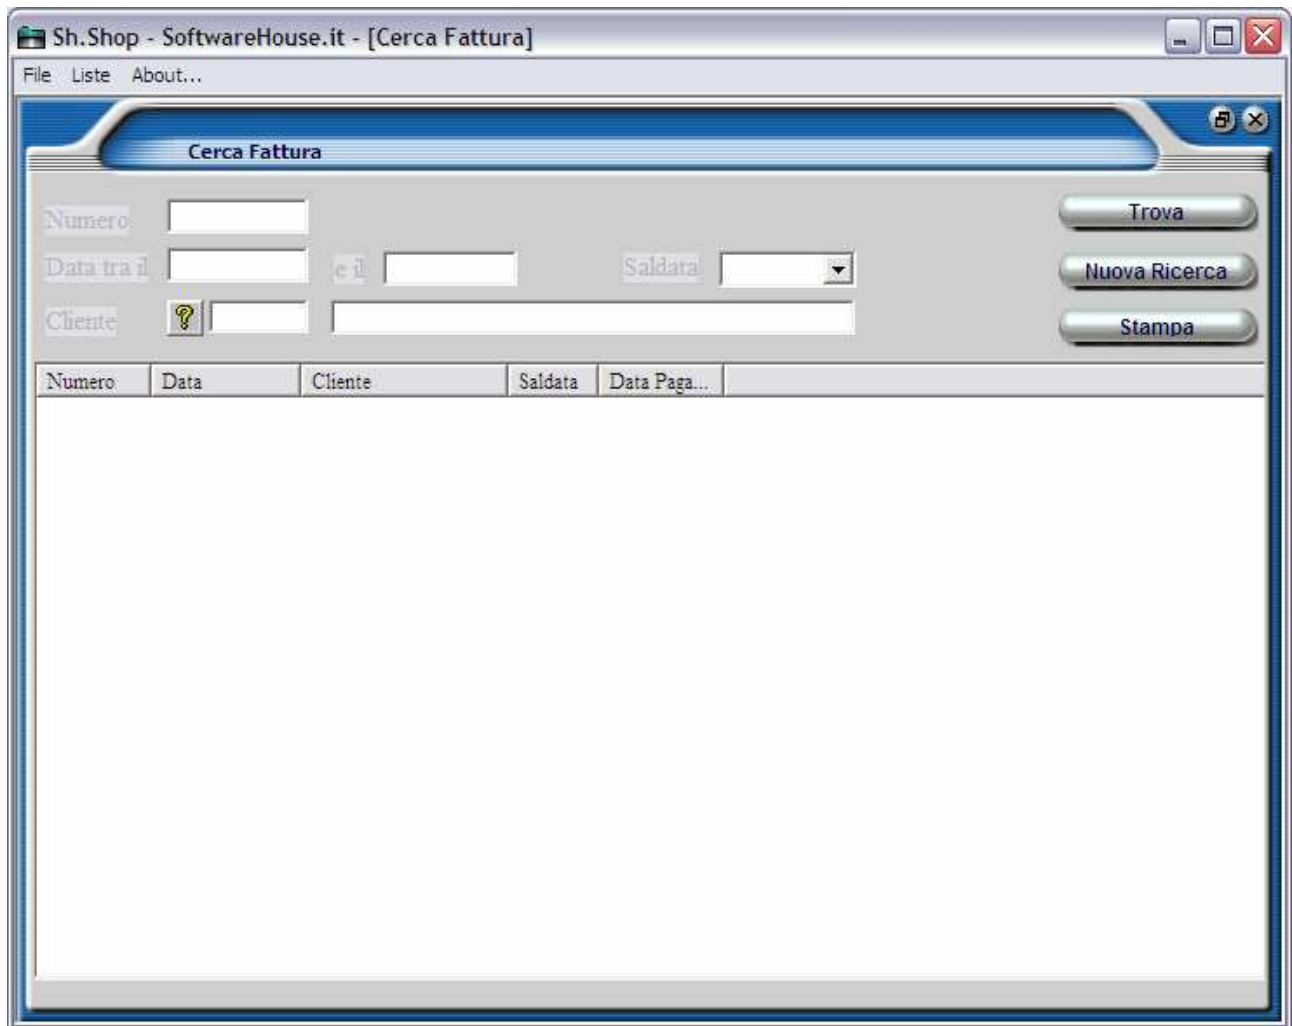 Sh.Shop - SoftwareHouse.it - [Cerca Fattura]
File Liste About...
Cerca Fattura
Numero
Trova
Data tra il e il Saldata
Nuova Ricerca
Cliente ?
Stampa
Numero Data Cliente Saldata Data Paga...